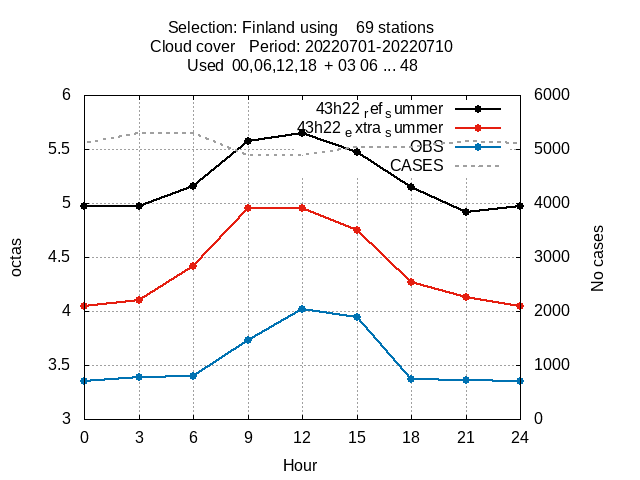 Selection: Finland using 69 stations
Cloud cover Period: 20220701-20220710
Used 00,06,12,18 + 03 06 ... 48
6 6000
43h22 ref summer
43h22 extra summer
5.5 OBS 5000
CASES
5 4000
4.5 3000
octas No cases
4 2000
3.5 1000
3 0
0 3 6 9 12 15 18 21 24
Hour